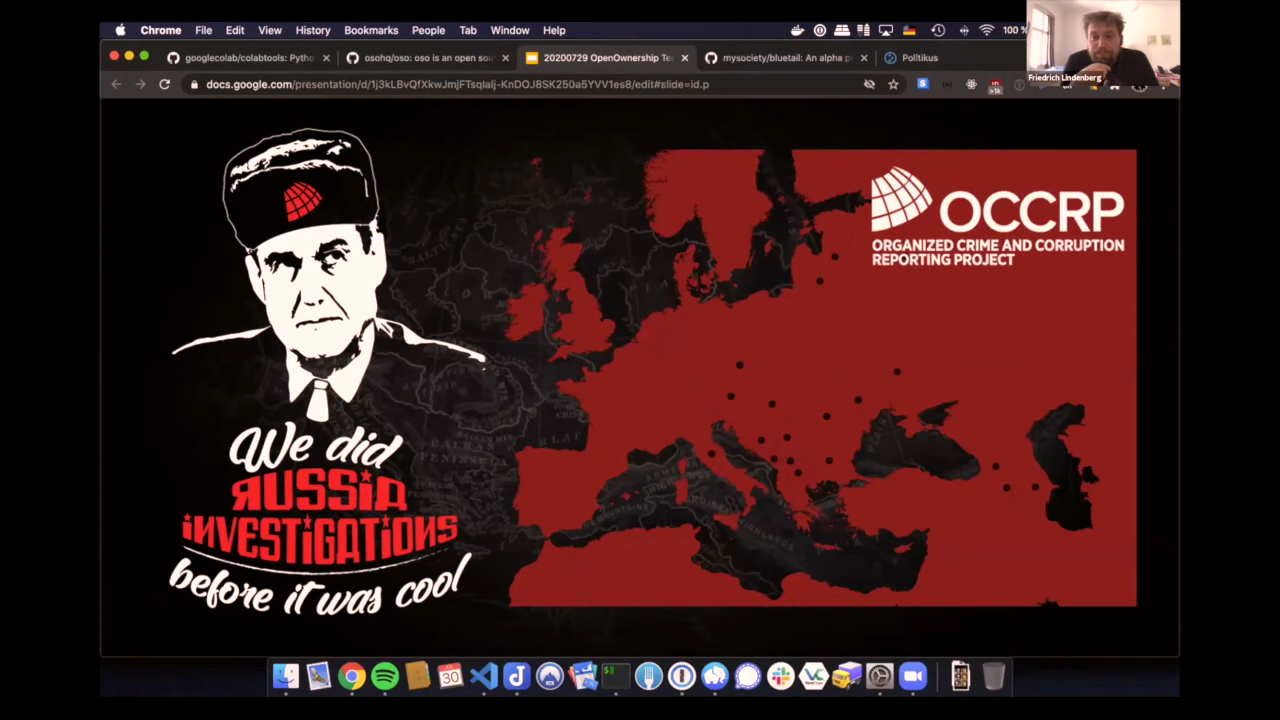 Chrome File Edit View History Bookmarks People Tab Window Help 100 %
googlecolab/colabtools: Pytho
osohq/oso: oso is an open sou
20200729 OpenOwnership Te
mysociety/bluetail: An alpha p
Politikus
docs.google.com/presentation/d/1j3kLBvQfXkwJmjFTsqIaIj-KnDOJ8SK250a5YVV1es8/edit#slide=id.p
Friedrich Lindenberg
OCCRP
ORGANIZED CRIME AND CORRUPTION
REPORTING PROJECT
We did
RUSSIA
INVESTIGATIONS
before it was cool
30